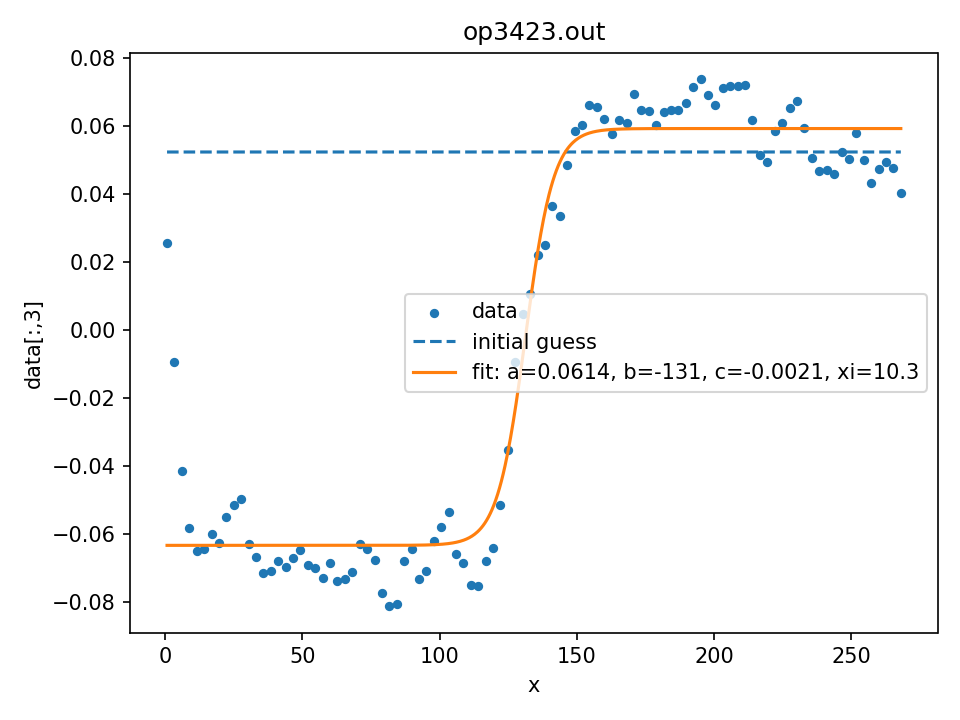 op3423.out
0.08
0.06
0.04
0.02
0.00
−0.02
−0.04
−0.06
−0.08
data[:,3]
data
initial guess
fit: a=0.0614, b=-131, c=-0.0021, xi=10.3
0 50 100 150 200 250
x